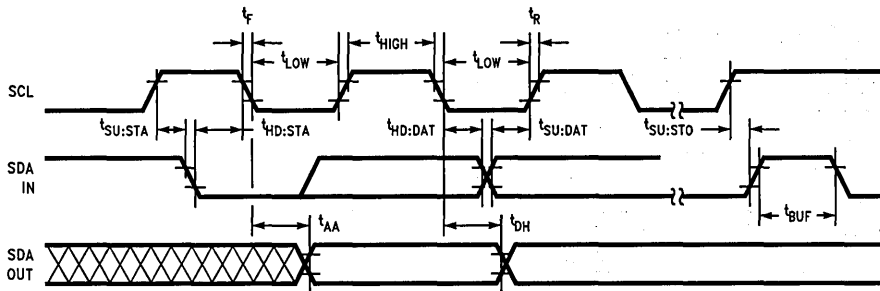 tF
tR
tLOW
tHIGH
tLOW
SCL
tSU:STA
tHD:STA
tHD:DAT
tSU:DAT
tSU:STO
SDA
IN
tBUF
tAA
tDH
SDA
OUT